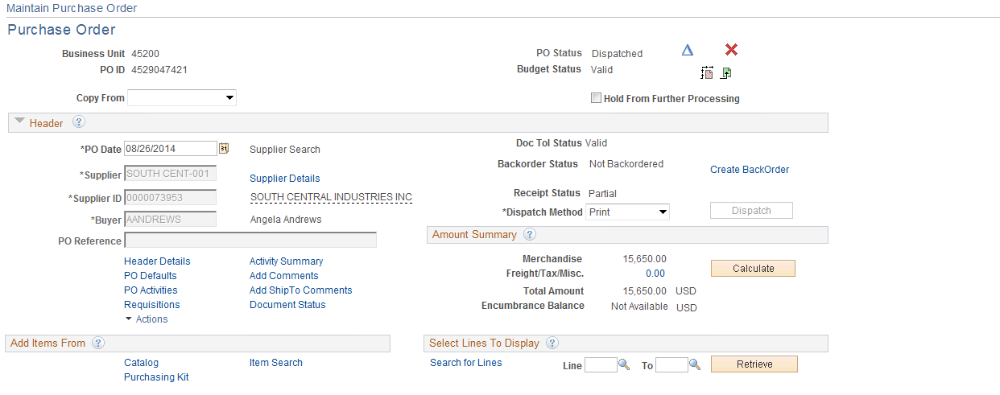 Maintain Purchase Order
Purchase Order
Business Unit 45200
PO ID 4529047421
PO Status Dispatched
Budget Status Valid
Copy From
Hold From Further Processing
Header ?
*PO Date 08/26/2014 31 Supplier Search
*Supplier SOUTH CENT-001 Supplier Details
*Supplier ID 0000073953 SOUTH CENTRAL INDUSTRIES INC
*Buyer AANDREWS Angela Andrews
PO Reference
Doc Tol Status Valid
Backorder Status Not Backordered Create BackOrder
Receipt Status Partial
*Dispatch Method Print Dispatch
Amount Summary ?
Merchandise 15,650.00 Calculate
Freight/Tax/Misc. 0.00
Total Amount 15,650.00 USD
Encumbrance Balance Not Available USD
Header Details Activity Summary
PO Defaults Add Comments
PO Activities Add ShipTo Comments
Requisitions Document Status
Actions
Add Items From ?
Catalog Item Search
Purchasing Kit
Select Lines To Display ?
Search for Lines Line To Retrieve